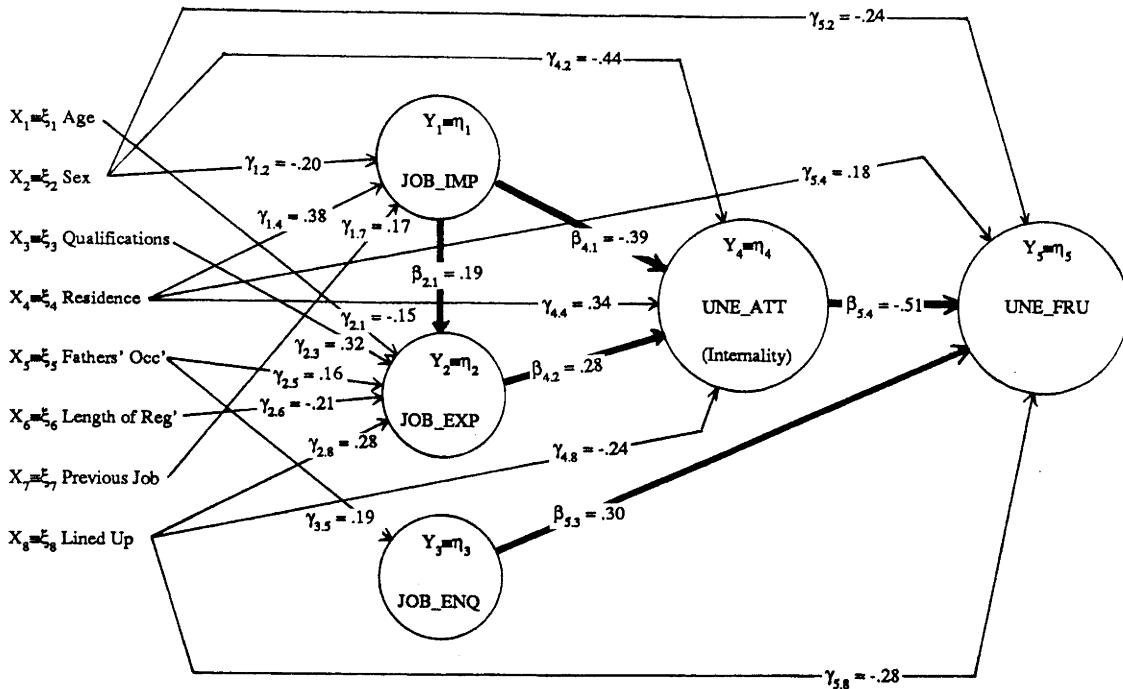 γ5.2 = -.24
γ4.2 = -.44
X1≡ξ1 Age
Y1≡η1
X2≡ξ2 Sex
γ1.2 = -.20
JOB_IMP
γ5.4 = .18
γ1.4 = .38
γ1.7 = .17
X3≡ξ3 Qualifications
β4.1 = -.39
Y4≡η4
Y5≡η5
β2.1 = .19
X4≡ξ4 Residence
γ4.4 = .34
UNE_ATT
β5.4 = -.51
UNE_FRU
γ2.1 = -.15
γ2.3 = .32
X5≡ξ5 Fathers' Occ'
Y2≡η2
(Internality)
γ2.5 = .16
β4.2 = .28
γ2.6 = -.21
X6≡ξ6 Length of Reg'
JOB_EXP
γ2.8 = .28
γ4.8 = -.24
X7≡ξ7 Previous Job
γ3.5 = .19
β5.3 = .30
X8≡ξ8 Lined Up
Y3≡η3
JOB_ENQ
γ5.8 = -.28